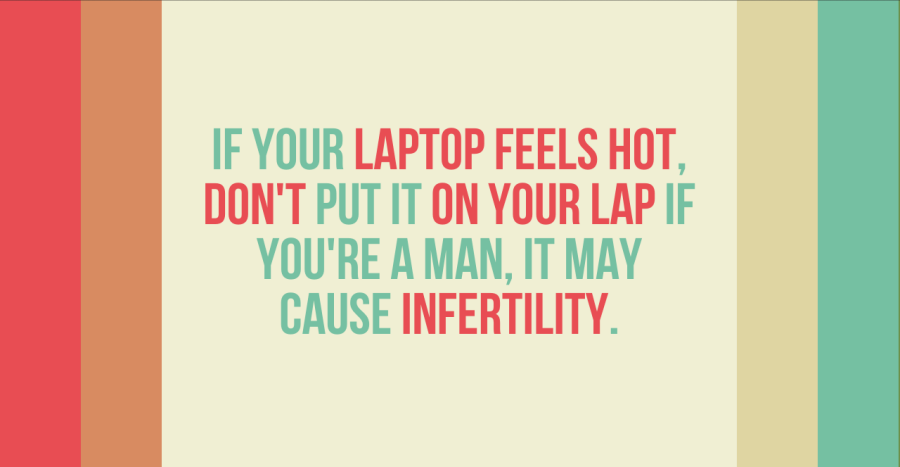 IF YOUR LAPTOP FEELS HOT,
DON'T PUT IT ON YOUR LAP IF
YOU'RE A MAN, IT MAY
CAUSE INFERTILITY.